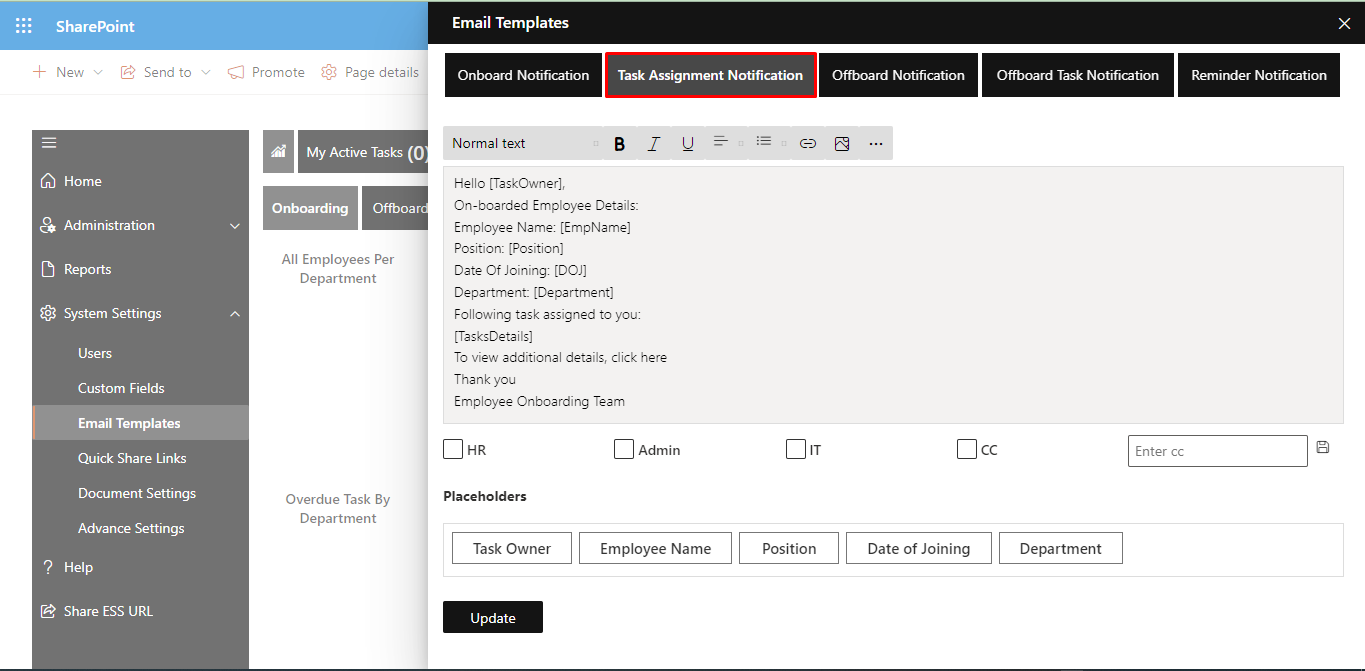 SharePoint
New
Send to
Promote
Page details
Home
Administration
Reports
System Settings
Users
Custom Fields
Email Templates
Quick Share Links
Document Settings
Advance Settings
Help
Share ESS URL
My Active Tasks (0)
Onboarding
Offboard
All Employees Per
Department
Overdue Task By
Department
Email Templates
Onboard Notification
Task Assignment Notification
Offboard Notification
Offboard Task Notification
Reminder Notification
Normal text
B
I
U
Hello [TaskOwner],
On-boarded Employee Details:
Employee Name: [EmpName]
Position: [Position]
Date Of Joining: [DOJ]
Department: [Department]
Following task assigned to you:
[TasksDetails]
To view additional details, click here
Thank you
Employee Onboarding Team
HR
Admin
IT
CC
Enter cc
Placeholders
Task Owner
Employee Name
Position
Date of Joining
Department
Update